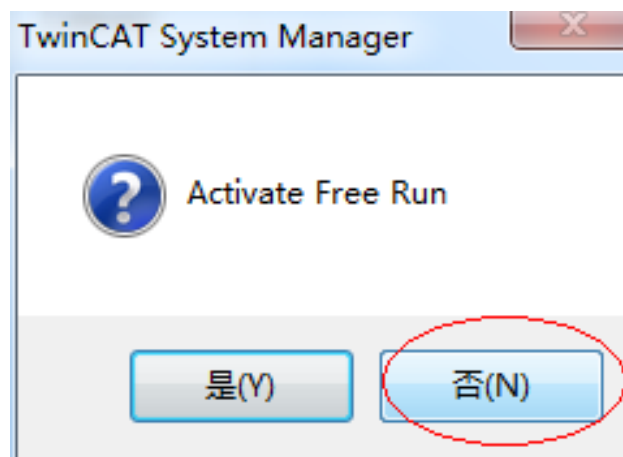 TwinCAT System Manager
Activate Free Run
是(Y)
否(N)